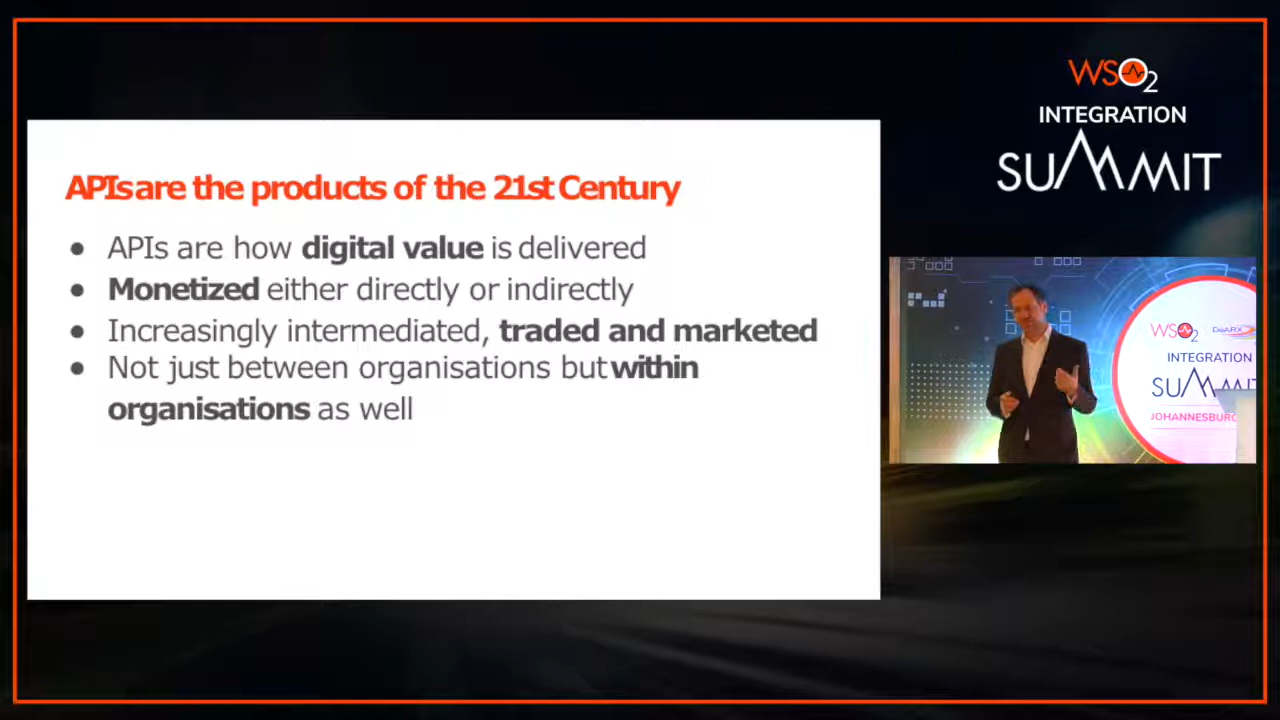 WSO2
INTEGRATION
SUMMIT
APIs are the products of the 21st Century
● APIs are how digital value is delivered
● Monetized either directly or indirectly
● Increasingly intermediated, traded and marketed
● Not just between organisations but within
organisations as well
WSO2
INTEGRATION
SUMMIT
JOHANNESBURG